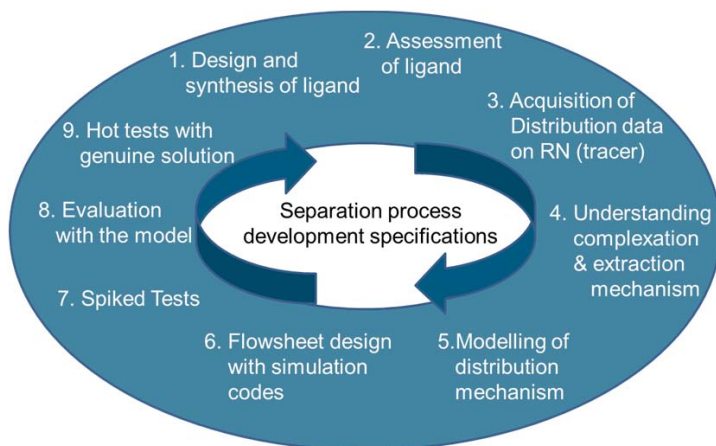 1. Design and
synthesis of ligand
2. Assessment
of ligand
3. Acquisition of
Distribution data
on RN (tracer)
4. Understanding
complexation
& extraction
mechanism
5.Modelling of
distribution
mechanism
6. Flowsheet design
with simulation
codes
7. Spiked Tests
8. Evaluation
with the model
9. Hot tests with
genuine solution
Separation process
development specifications